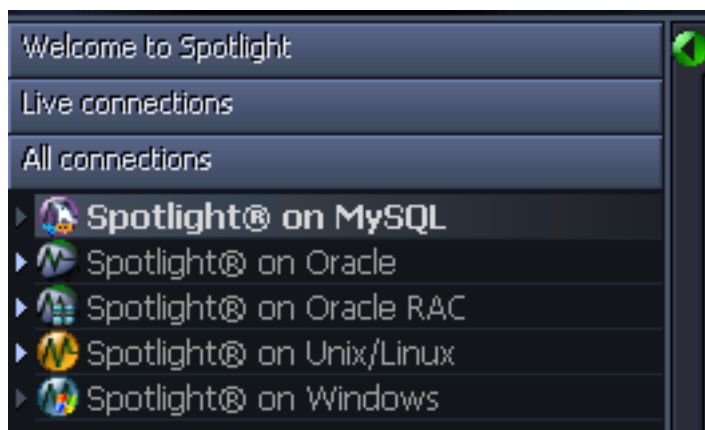 Welcome to Spotlight
Live connections
All connections
Spotlight® on MySQL
Spotlight® on Oracle
Spotlight® on Oracle RAC
Spotlight® on Unix/Linux
Spotlight® on Windows